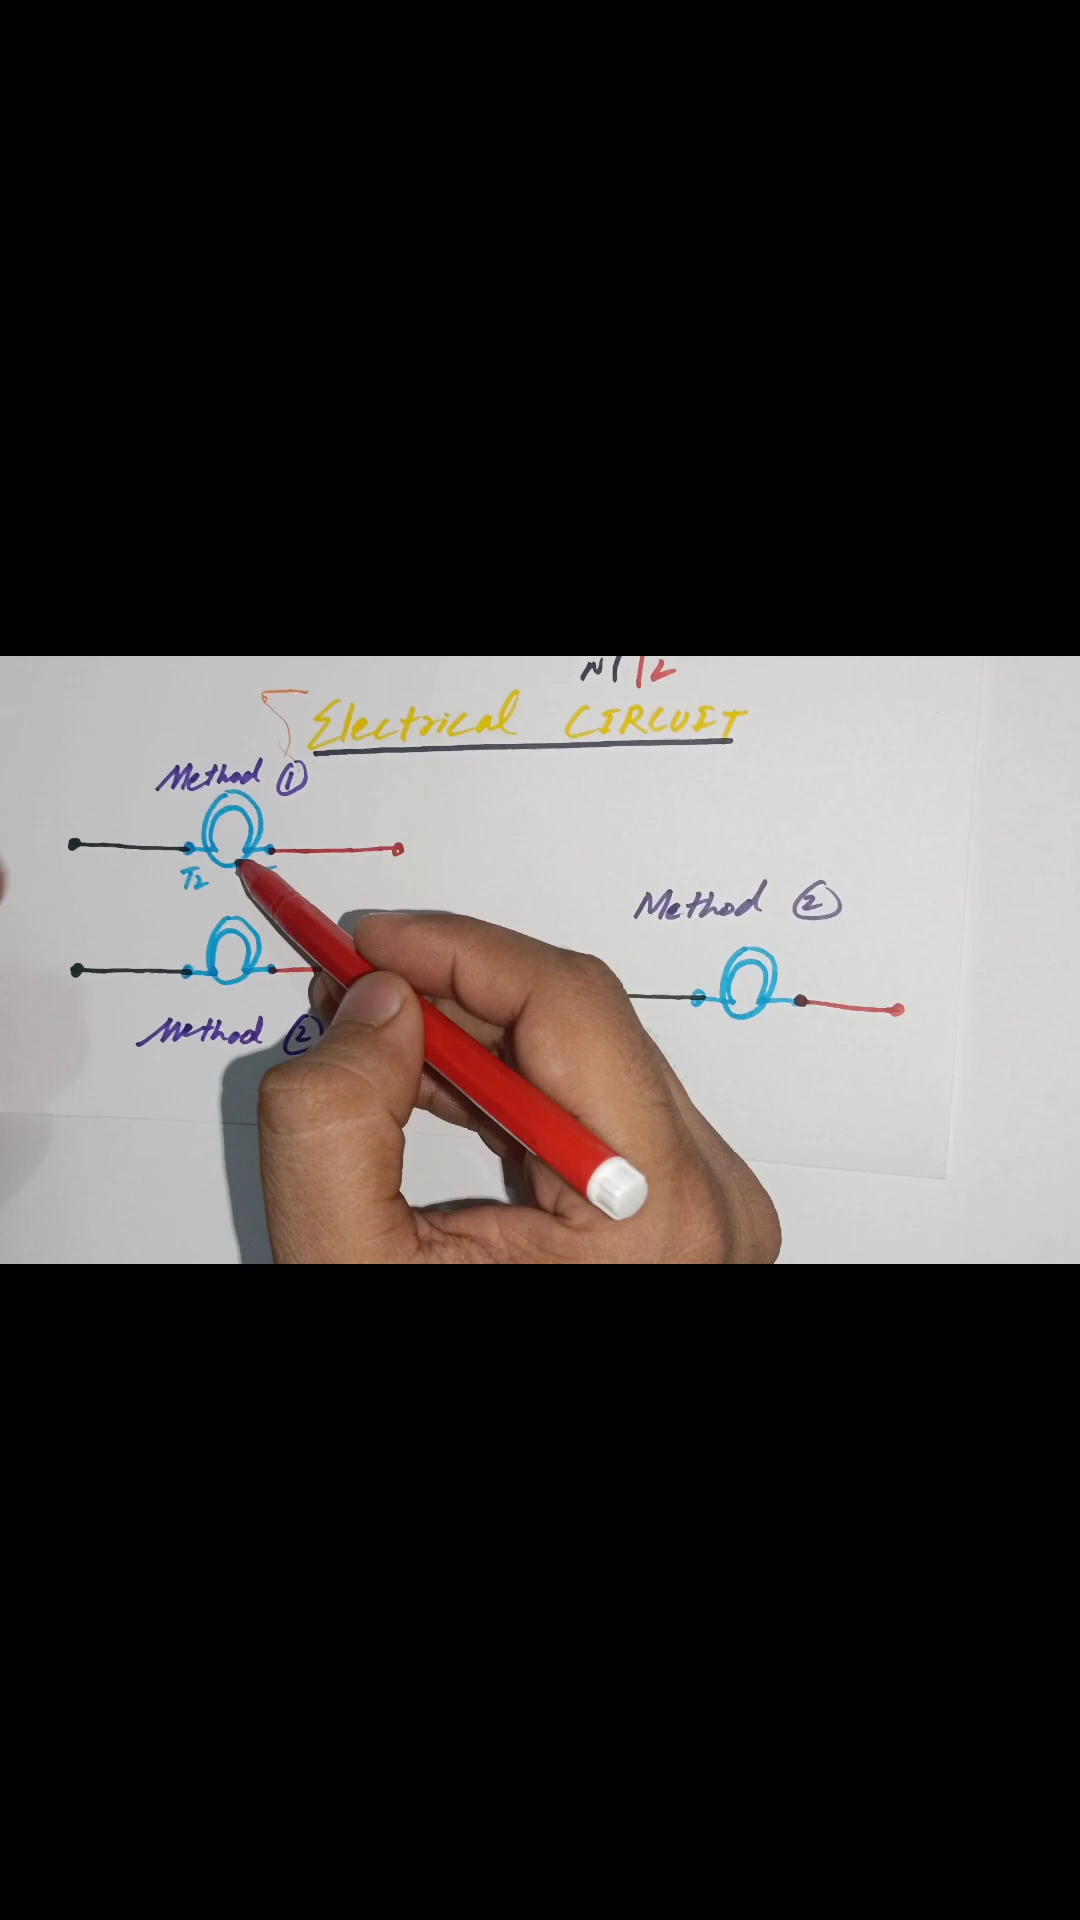 Electrical CIRCUIT
Method ①
T2
Method ②
Method ②